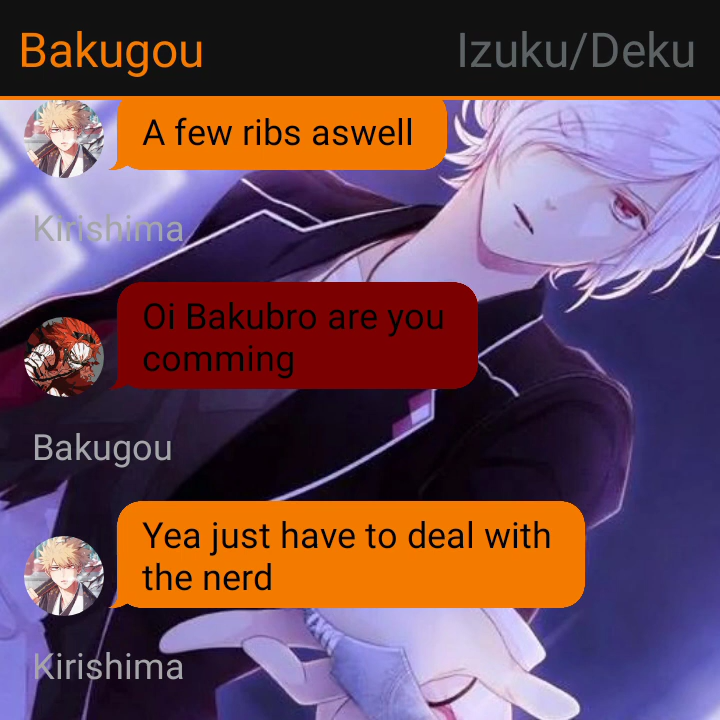 Bakugou Izuku/Deku
A few ribs aswell
Kirishima
Oi Bakubro are you
comming
Bakugou
Yea just have to deal with
the nerd
Kirishima